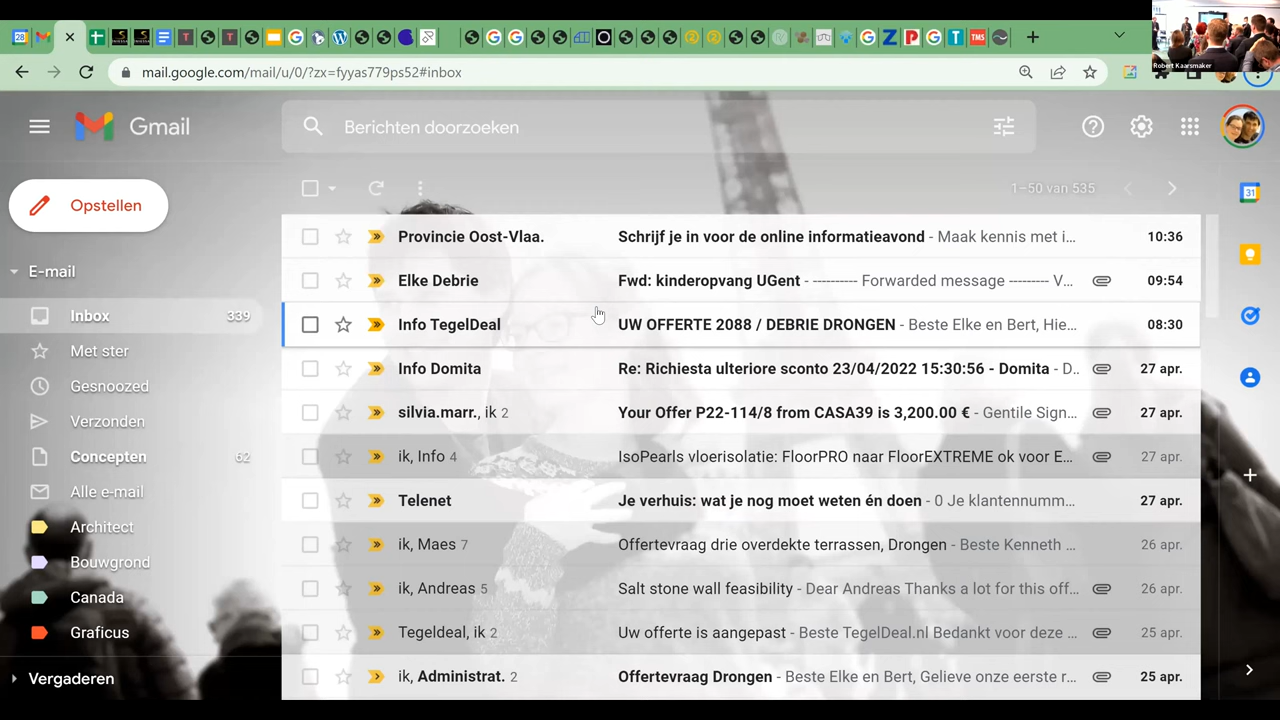 28
mail.google.com/mail/u/0/?zx=fyyas779ps52#inbox
Robert Kaarsmaker
Gmail
Berichten doorzoeken
Opstellen
1–50 van 535
31
E-mail
Inbox 339
Met ster
Gesnoozed
Verzonden
Concepten 62
Alle e-mail
Architect
Bouwgrond
Canada
Graficus
Vergaderen
Provincie Oost-Vlaa. Schrijf je in voor de online informatieavond - Maak kennis met i… 10:36
Elke Debrie Fwd: kinderopvang UGent - ---------- Forwarded message --------- V… 09:54
Info TegelDeal UW OFFERTE 2088 / DEBRIE DRONGEN - Beste Elke en Bert, Hie… 08:30
Info Domita Re: Richiesta ulteriore sconto 23/04/2022 15:30:56 - Domita - D… 27 apr.
silvia.marr., ik 2 Your Offer P22-114/8 from CASA39 is 3,200.00 € - Gentile Sign… 27 apr.
ik, Info 4 IsoPearls vloerisolatie: FloorPRO naar FloorEXTREME ok voor E… 27 apr.
Telenet Je verhuis: wat je nog moet weten én doen - 0 Je klantennumm… 27 apr.
ik, Maes 7 Offertevraag drie overdekte terrassen, Drongen - Beste Kenneth … 26 apr.
ik, Andreas 5 Salt stone wall feasibility - Dear Andreas Thanks a lot for this off… 26 apr.
Tegeldeal, ik 2 Uw offerte is aangepast - Beste TegelDeal.nl Bedankt voor deze … 25 apr.
ik, Administrat. 2 Offertevraag Drongen - Beste Elke en Bert, Gelieve onze eerste r… 25 apr.